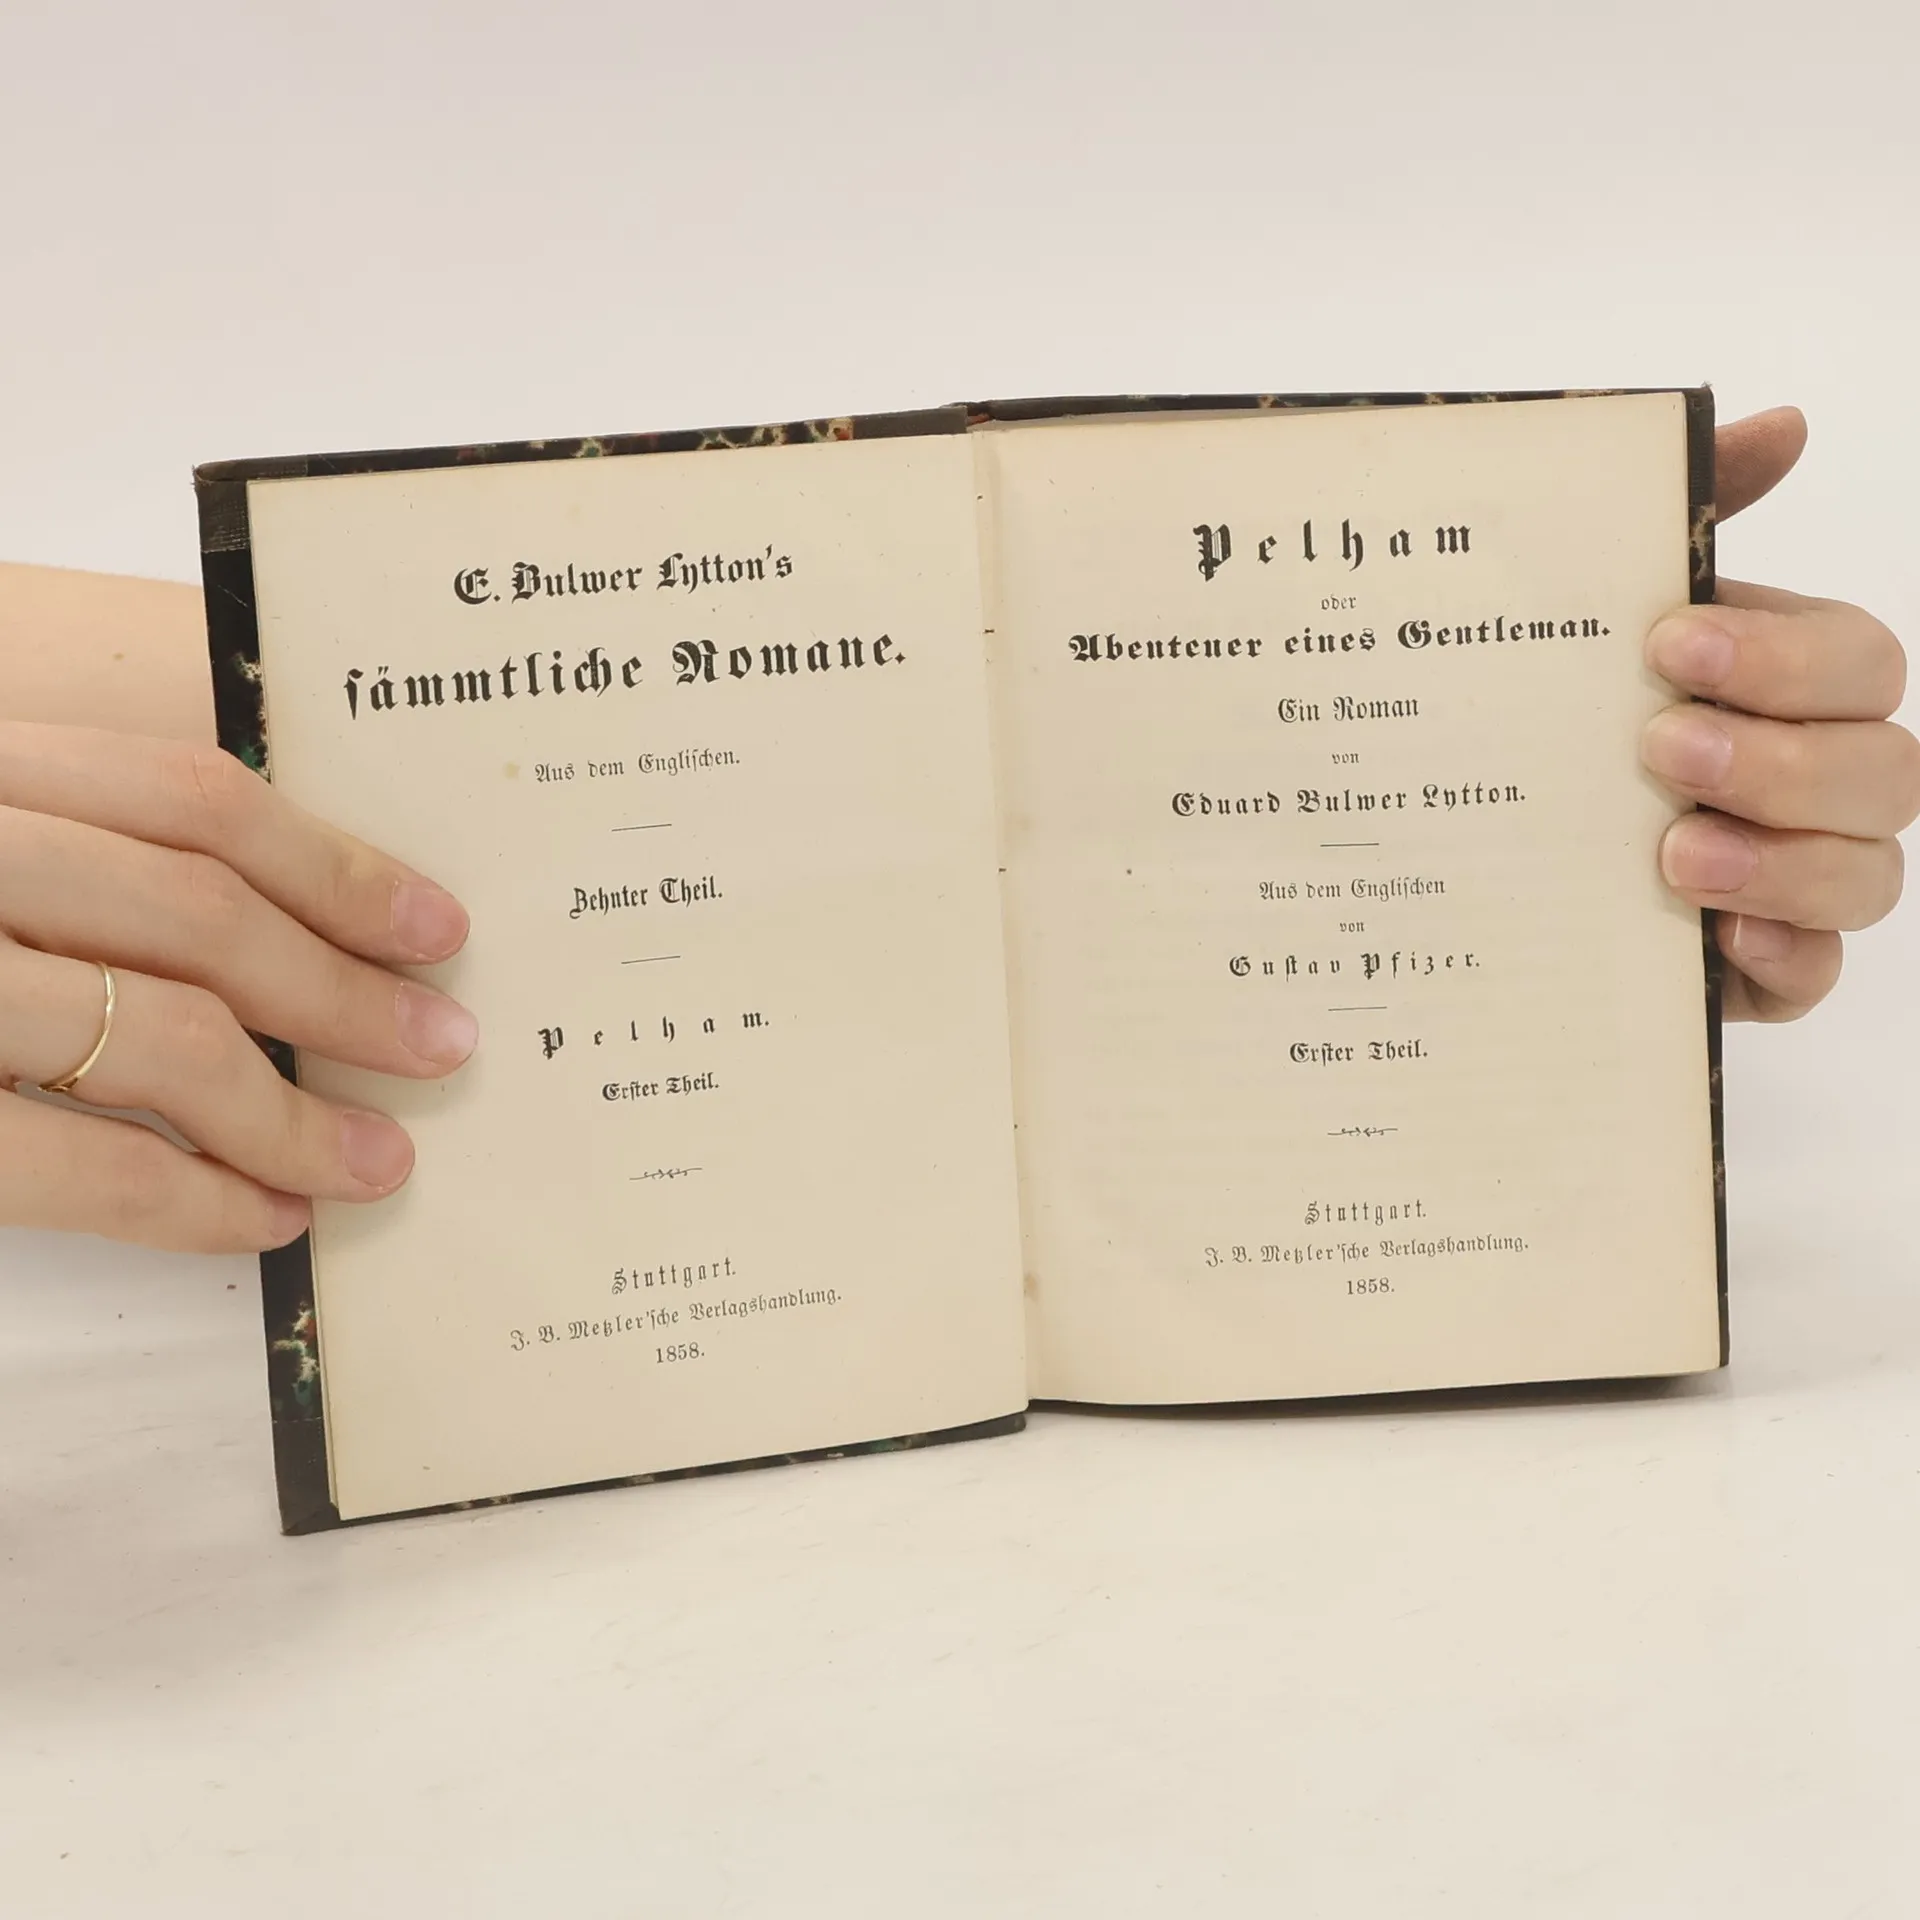 E. Bulwer Lytton's
sämmtliche Romane.
Aus dem Englischen.
Zehnter Theil.
Pelham.
Erster Theil.
Stuttgart.
J. B. Metzler'sche Verlagshandlung.
1858.
Pelham
oder
Abenteuer eines Gentleman.
Ein Roman
von
Eduard Bulwer Lytton.
Aus dem Englischen
von
Gustav Pfizer.
Erster Theil.
Stuttgart.
J. B. Metzler'sche Verlagshandlung.
1858.